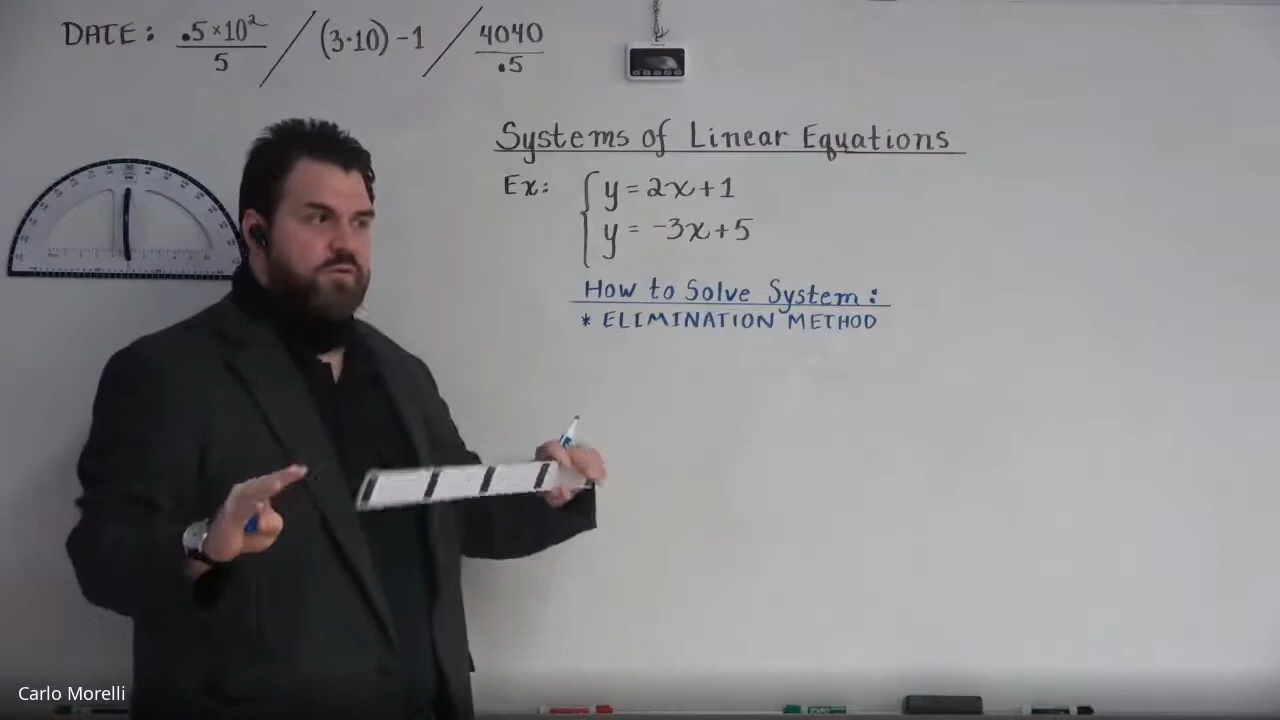 DATE: .5×10² / 5 / (3·10)-1 / 4040 / .5
Systems of Linear Equations
Ex: { y = 2x+1
y = -3x+5
How to Solve System:
* ELIMINATION METHOD
Carlo Morelli